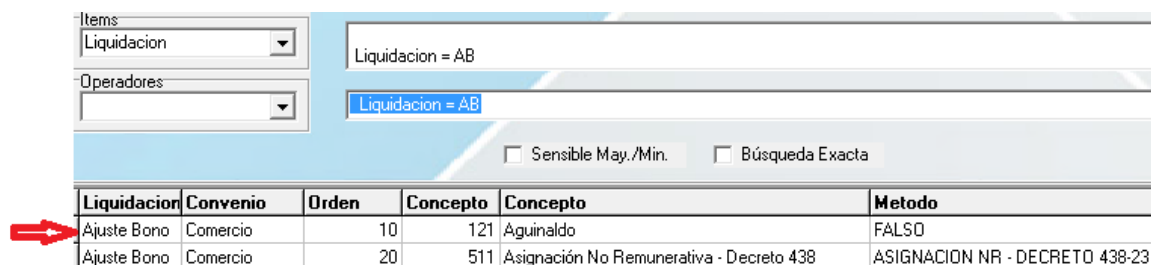 Items
Liquidacion
Liquidacion = AB
Operadores
Liquidacion = AB
Sensible May./Min. Búsqueda Exacta
Liquidacion Convenio Orden Concepto Concepto Metodo
Ajuste Bono Comercio 10 121 Aguinaldo FALSO
Ajuste Bono Comercio 20 511 Asignación No Remunerativa - Decreto 438 ASIGNACION NR - DECRETO 438-23